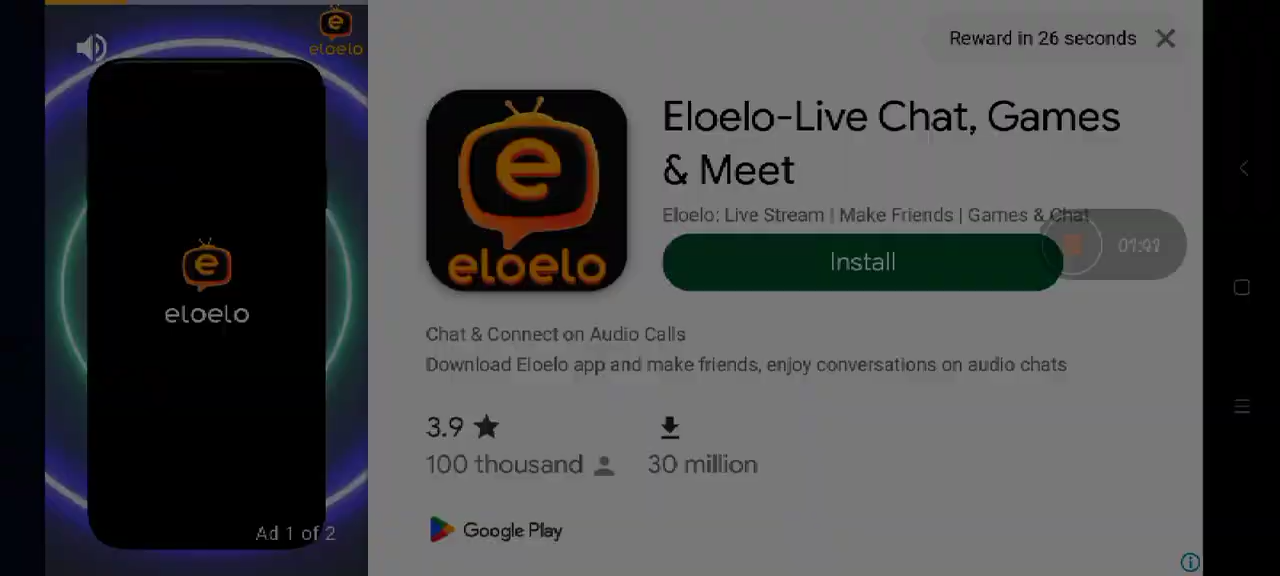 eloelo
eloelo
Ad 1 of 2
Reward in 26 seconds
e
eloelo
Eloelo-Live Chat, Games
& Meet
Eloelo: Live Stream | Make Friends | Games & Chat
Install
Chat & Connect on Audio Calls
Download Eloelo app and make friends, enjoy conversations on audio chats
3.9
100 thousand
30 million
Google Play